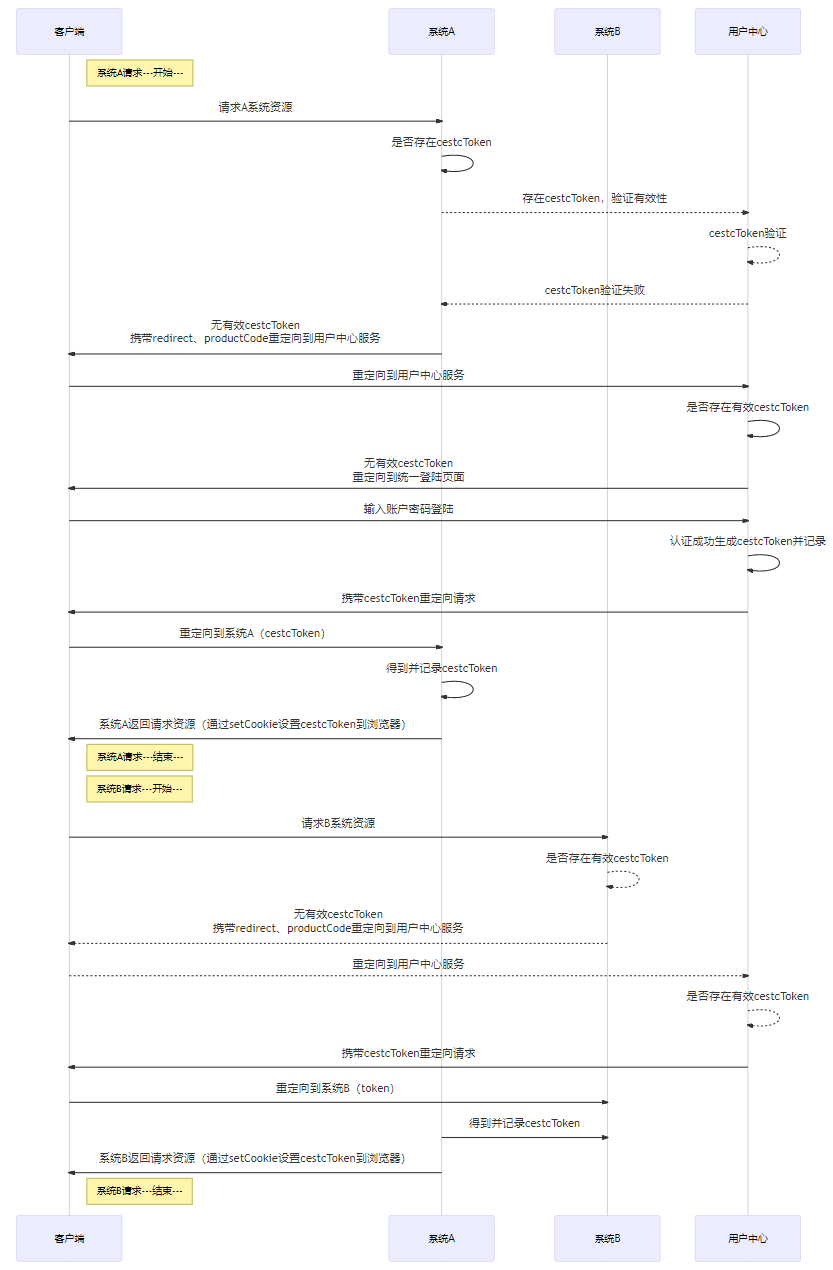 客户端
系统A
系统B
用户中心
系统A请求---开始---
请求A系统资源
是否存在cestcToken
存在cestcToken，验证有效性
cestcToken验证
cestcToken验证失败
无有效cestcToken
携带redirect、productCode重定向到用户中心服务
重定向到用户中心服务
是否存在有效cestcToken
无有效cestcToken
重定向到统一登陆页面
输入账户密码登陆
认证成功生成cestcToken并记录
携带cestcToken重定向请求
重定向到系统A（cestcToken）
得到并记录cestcToken
系统A返回请求资源（通过setCookie设置cestcToken到浏览器）
系统A请求---结束---
系统B请求---开始---
请求B系统资源
是否存在有效cestcToken
无有效cestcToken
携带redirect、productCode重定向到用户中心服务
重定向到用户中心服务
是否存在有效cestcToken
携带cestcToken重定向请求
重定向到系统B（token）
得到并记录cestcToken
系统B返回请求资源（通过setCookie设置cestcToken到浏览器）
系统B请求---结束---
客户端
系统A
系统B
用户中心